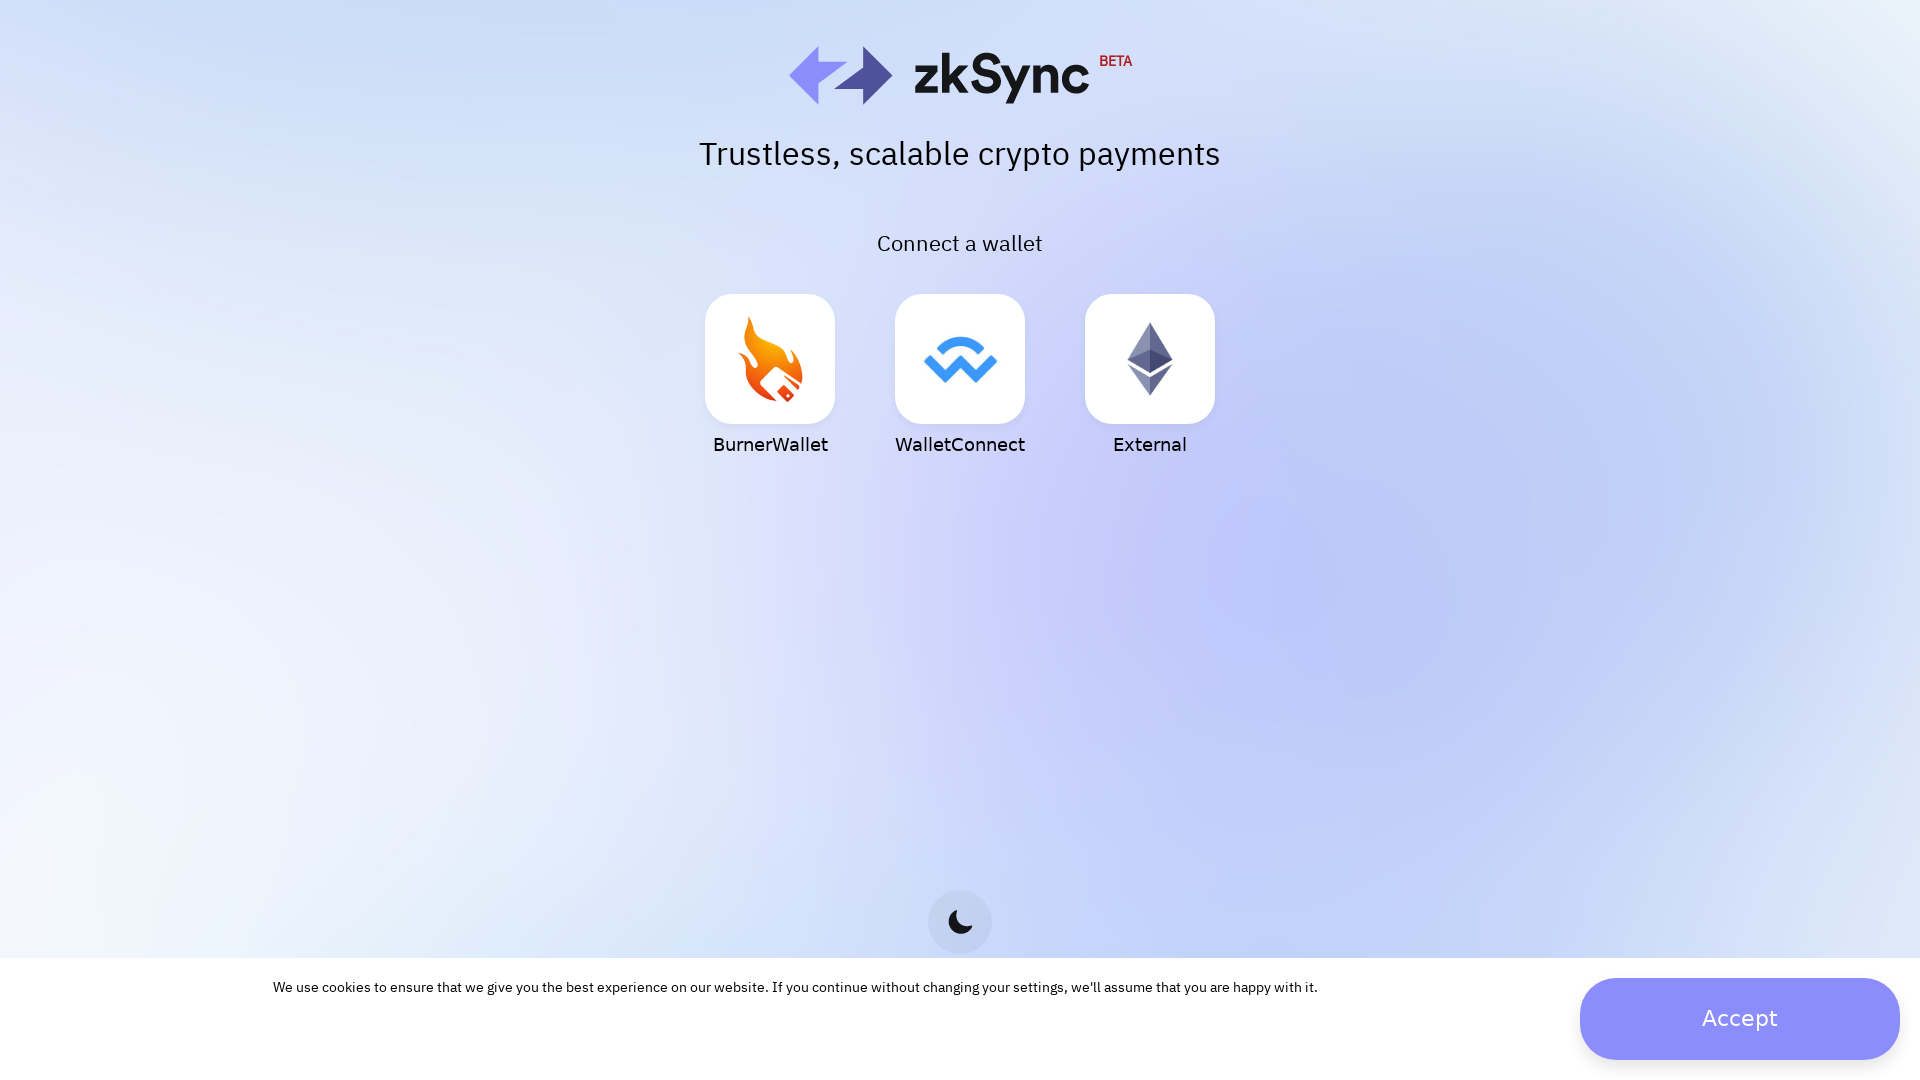 zkSync BETA
Trustless, scalable crypto payments
Connect a wallet
BurnerWallet WalletConnect External
We use cookies to ensure that we give you the best experience on our website. If you continue without changing your settings, we'll assume that you are happy with it.
Accept